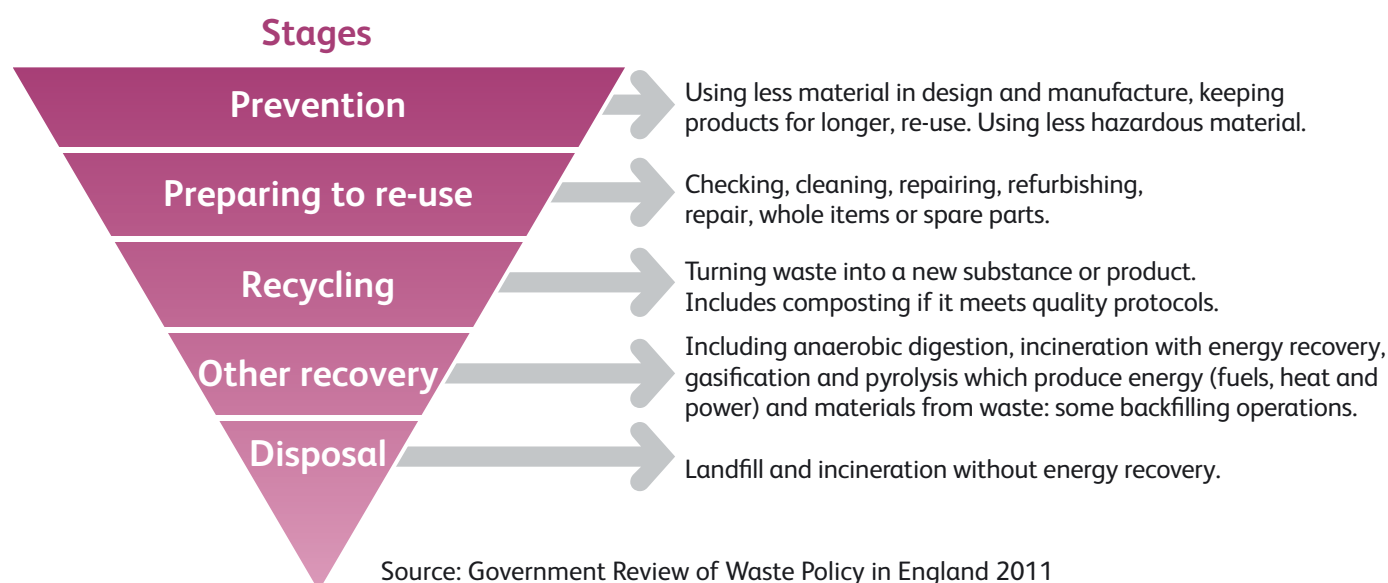 Stages
Prevention
Using less material in design and manufacture, keeping
products for longer, re-use. Using less hazardous material.
Preparing to re-use
Checking, cleaning, repairing, refurbishing,
repair, whole items or spare parts.
Recycling
Turning waste into a new substance or product.
Includes composting if it meets quality protocols.
Other recovery
Including anaerobic digestion, incineration with energy recovery,
gasification and pyrolysis which produce energy (fuels, heat and
power) and materials from waste: some backfilling operations.
Disposal
Landfill and incineration without energy recovery.
Source: Government Review of Waste Policy in England 2011